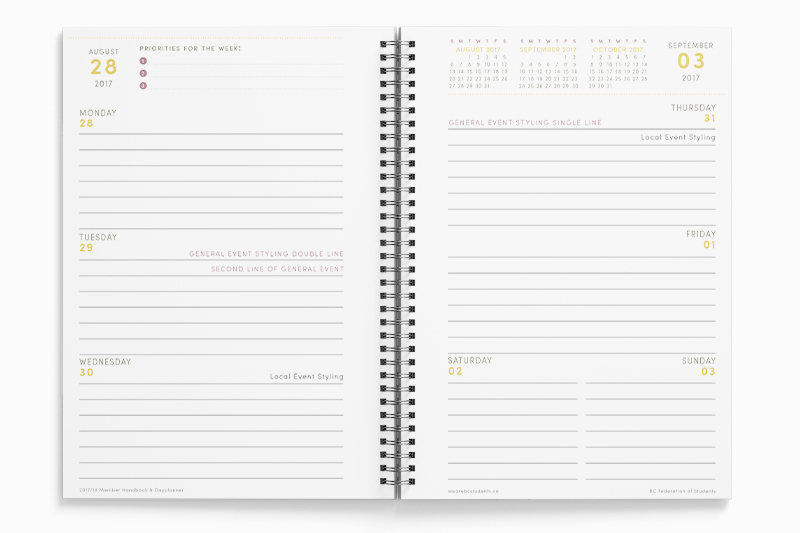 AUGUST
28
2017
PRIORITIES FOR THE WEEK:
1
2
3
MONDAY
28
TUESDAY
29
GENERAL EVENT STYLING DOUBLE LINE
SECOND LINE OF GENERAL EVENT
WEDNESDAY
30
Local Event Styling
2017/18 Member Handbook & Dayplanner
S M T W T F S
AUGUST 2017
1 2 3 4 5
6 7 8 9 10 11 12
13 14 15 16 17 18 19
20 21 22 23 24 25 26
27 28 29 30 31
S M T W T F S
SEPTEMBER 2017
1 2
3 4 5 6 7 8 9
10 11 12 13 14 15 16
17 18 19 20 21 22 23
24 25 26 27 28 29 30
S M T W T F S
OCTOBER 2017
1 2 3 4 5 6 7
8 9 10 11 12 13 14
15 16 17 18 19 20 21
22 23 24 25 26 27 28
29 30 31
SEPTEMBER
03
2017
THURSDAY
31
GENERAL EVENT STYLING SINGLE LINE
Local Event Styling
FRIDAY
01
SATURDAY
02
SUNDAY
03
wearebcstudents.ca
BC Federation of Students